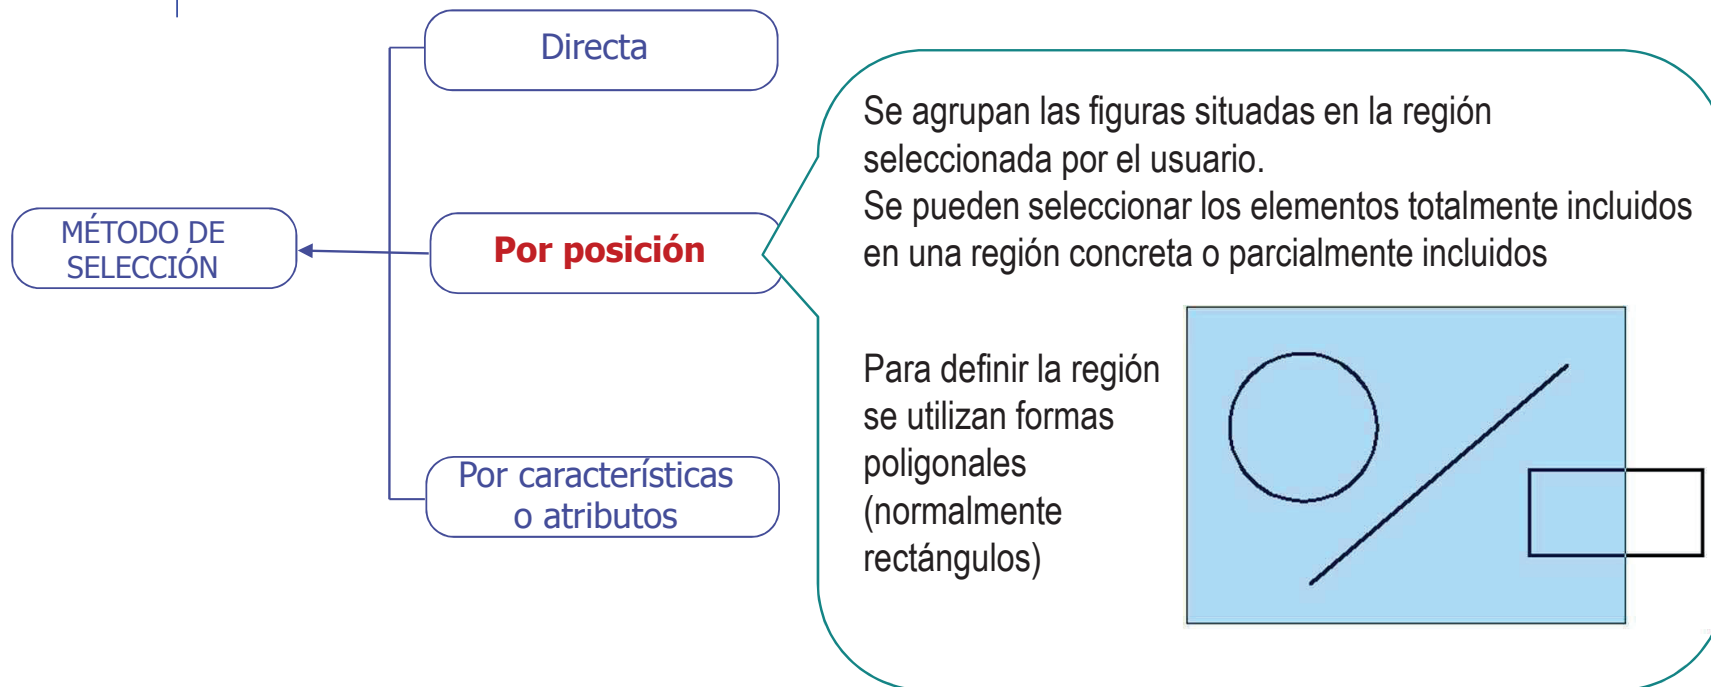 Directa
MÉTODO DE
SELECCIÓN
Por posición
Por características
o atributos
Se agrupan las figuras situadas en la región
seleccionada por el usuario.
Se pueden seleccionar los elementos totalmente incluidos
en una región concreta o parcialmente incluidos
Para definir la región
se utilizan formas
poligonales
(normalmente
rectángulos)